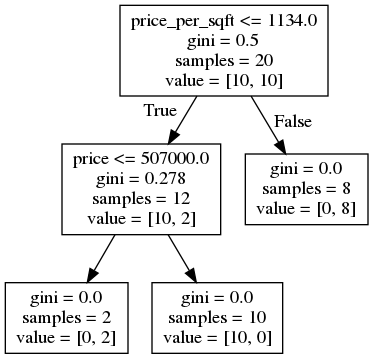 price_per_sqft <= 1134.0
gini = 0.5
samples = 20
value = [10, 10]
True
False
price <= 507000.0
gini = 0.278
samples = 12
value = [10, 2]
gini = 0.0
samples = 8
value = [0, 8]
gini = 0.0
samples = 2
value = [0, 2]
gini = 0.0
samples = 10
value = [10, 0]